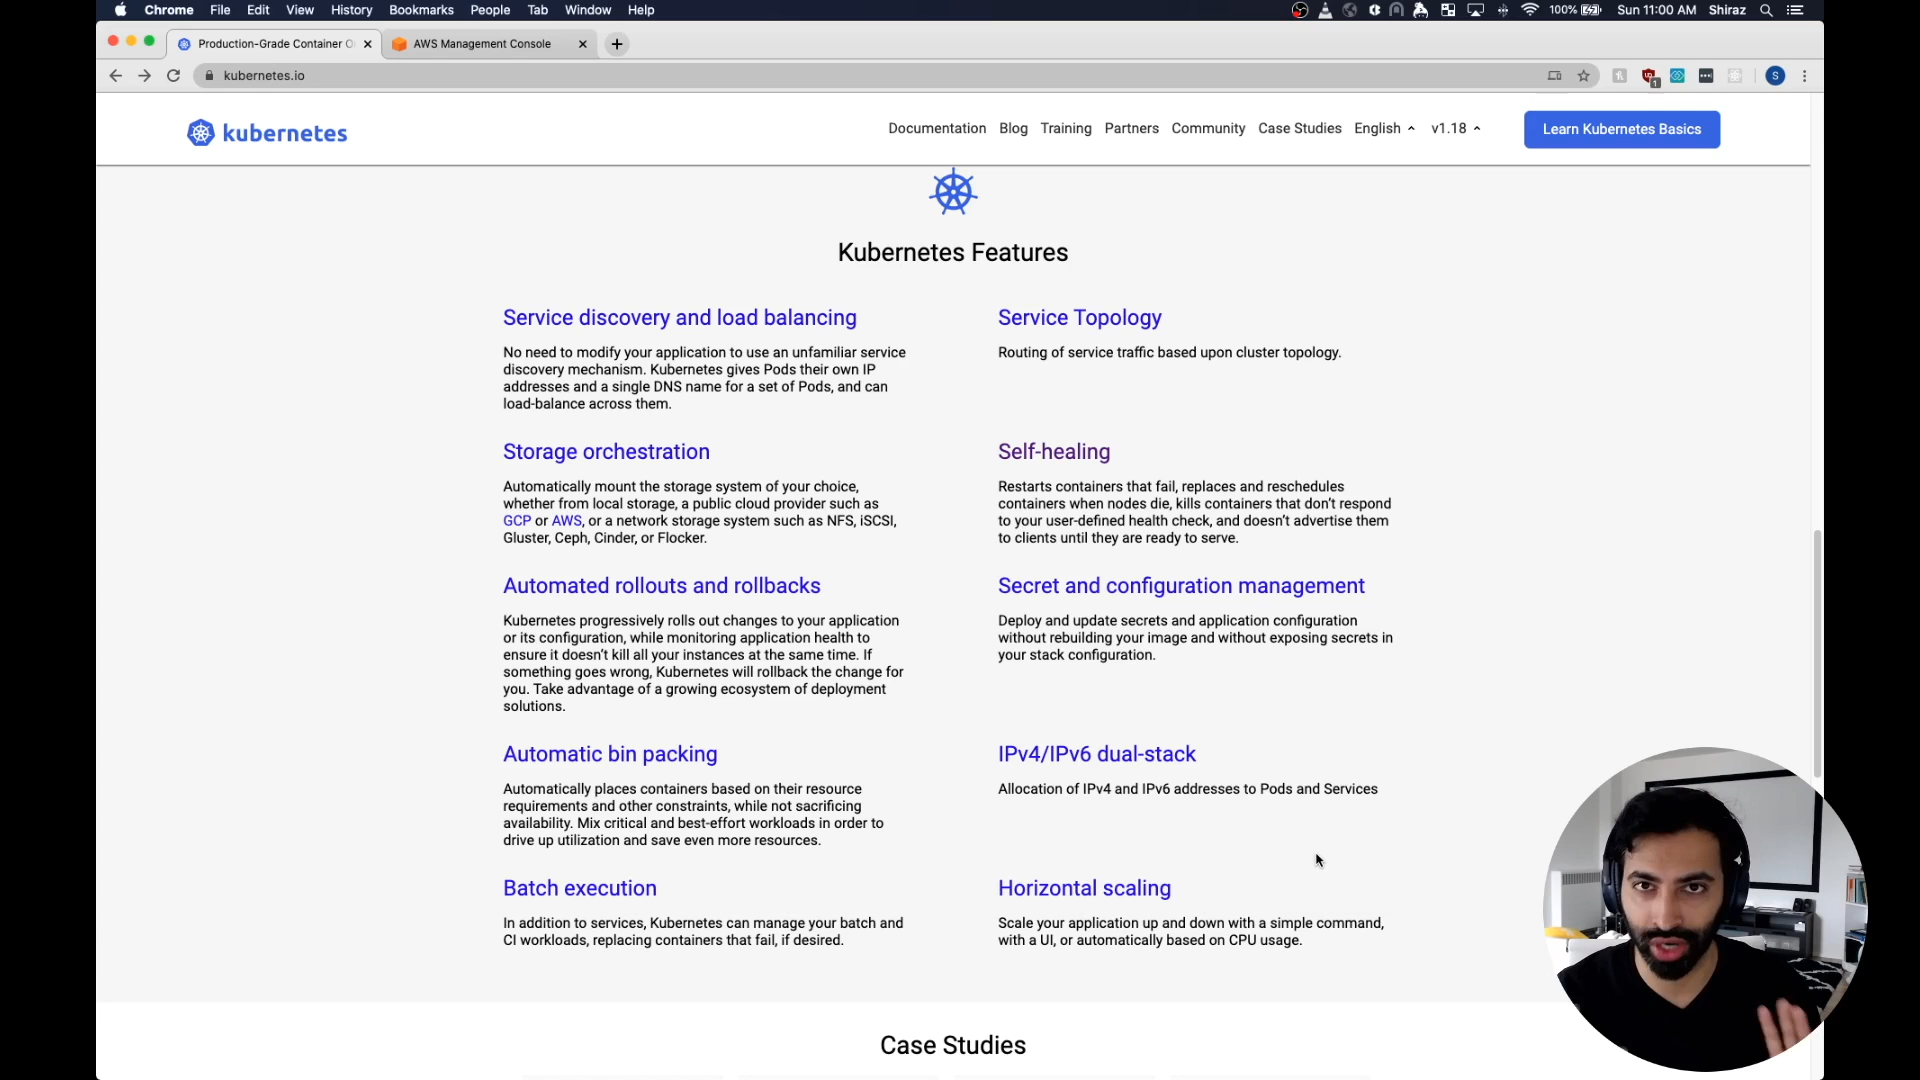 Chrome File Edit View History Bookmarks People Tab Window Help
100% Sun 11:00 AM Shiraz
Production-Grade Container O
AWS Management Console
kubernetes.io
1
S
kubernetes
Documentation Blog Training Partners Community Case Studies English v1.18
Learn Kubernetes Basics
Kubernetes Features
Service discovery and load balancing
No need to modify your application to use an unfamiliar service
discovery mechanism. Kubernetes gives Pods their own IP
addresses and a single DNS name for a set of Pods, and can
load-balance across them.
Service Topology
Routing of service traffic based upon cluster topology.
Storage orchestration
Automatically mount the storage system of your choice,
whether from local storage, a public cloud provider such as
GCP or AWS, or a network storage system such as NFS, iSCSI,
Gluster, Ceph, Cinder, or Flocker.
Self-healing
Restarts containers that fail, replaces and reschedules
containers when nodes die, kills containers that don't respond
to your user-defined health check, and doesn't advertise them
to clients until they are ready to serve.
Automated rollouts and rollbacks
Kubernetes progressively rolls out changes to your application
or its configuration, while monitoring application health to
ensure it doesn't kill all your instances at the same time. If
something goes wrong, Kubernetes will rollback the change for
you. Take advantage of a growing ecosystem of deployment
solutions.
Secret and configuration management
Deploy and update secrets and application configuration
without rebuilding your image and without exposing secrets in
your stack configuration.
Automatic bin packing
Automatically places containers based on their resource
requirements and other constraints, while not sacrificing
availability. Mix critical and best-effort workloads in order to
drive up utilization and save even more resources.
IPv4/IPv6 dual-stack
Allocation of IPv4 and IPv6 addresses to Pods and Services
Batch execution
In addition to services, Kubernetes can manage your batch and
CI workloads, replacing containers that fail, if desired.
Horizontal scaling
Scale your application up and down with a simple command,
with a UI, or automatically based on CPU usage.
Case Studies